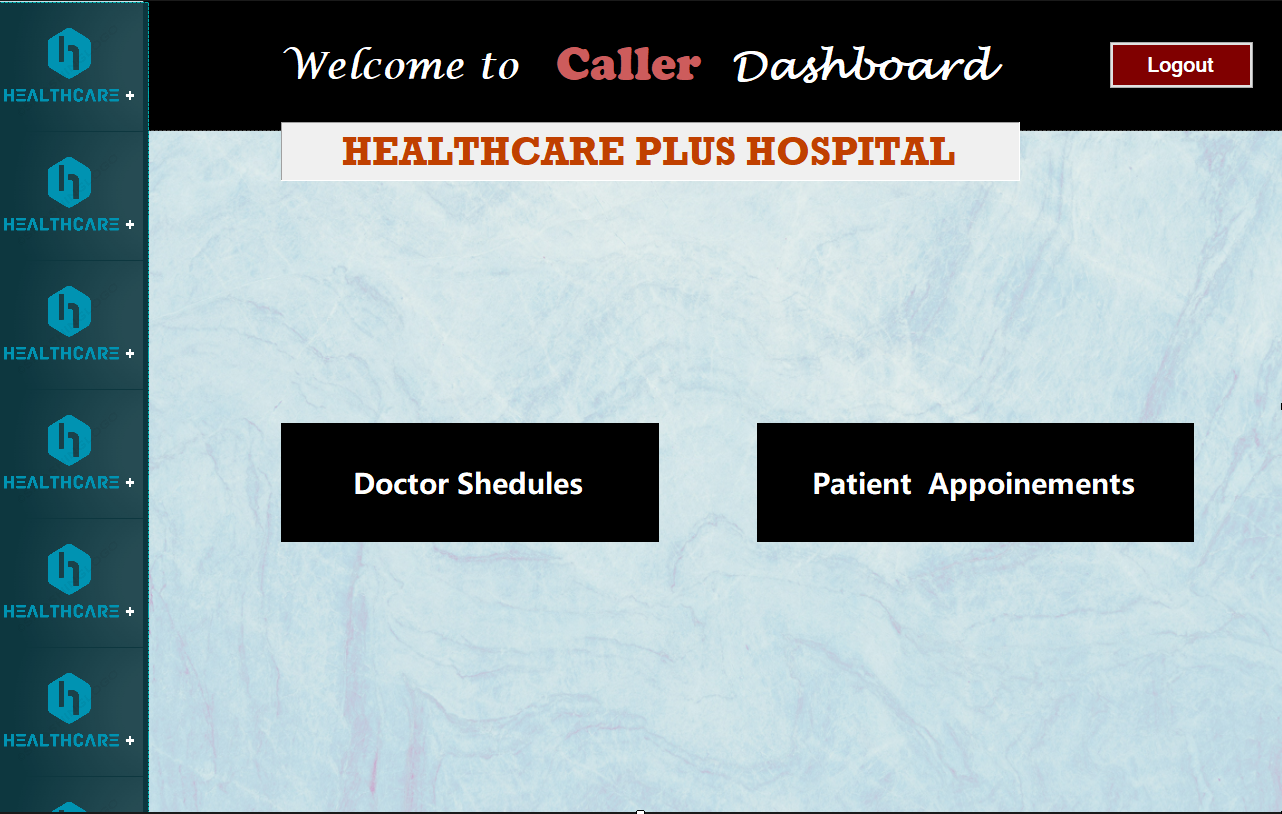 HEALTHCARE +
HEALTHCARE +
HEALTHCARE +
HEALTHCARE +
HEALTHCARE +
HEALTHCARE +
Welcome to Caller Dashboard
Logout
HEALTHCARE PLUS HOSPITAL
Doctor Shedules
Patient  Appoinements